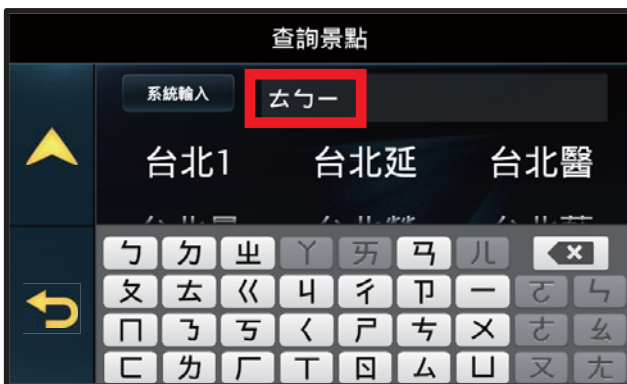 查詢景點
系統輸入 ㄊㄅㄧ
台北1 台北延 台北醫
ㄅ ㄉ ㄓ ㄚ ㄞ ㄢ ㄦ
ㄆ ㄊ ㄍ ㄐ ㄔ ㄗ ㄧ ㄛ ㄣ
ㄇ ㄋ ㄎ ㄑ ㄕ ㄘ ㄨ ㄜ ㄠ
ㄈ ㄌ ㄏ ㄒ ㄖ ㄙ ㄩ ㄡ ㄤ